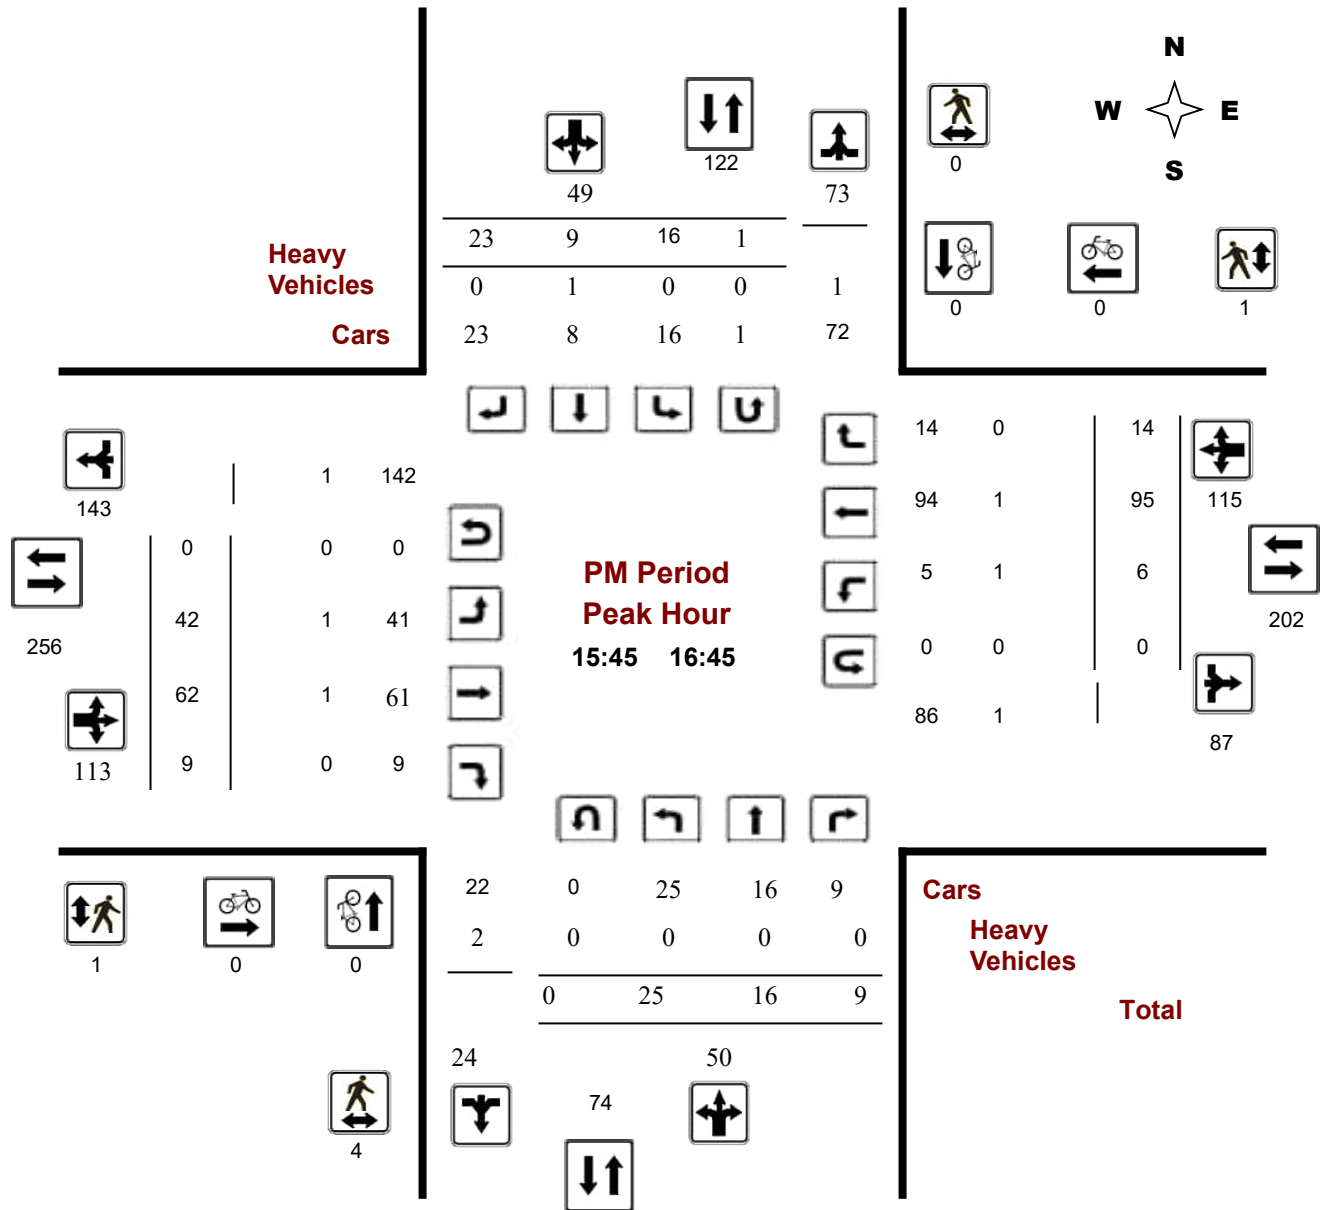 N
W E
S
122
0
49 73
23 9 16 1
Heavy
Vehicles
0 1 0 0 1
0 0 1
Cars 23 8 16 1 72
14 0 14
1 142
143
94 1 95 115
0 0 0
PM Period
5 1 6
Peak Hour
42 1 41
202
256
15:45 16:45
0 0 0
62 1 61
86 1
87
113 9 0 9
22 0 25 16 9 Cars
2 0 0 0 0
Heavy
Vehicles
1 0 0
0 25 16 9
Total
24 50
74
4